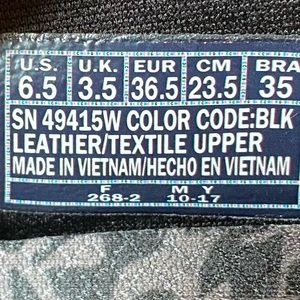 U.S. U.K. EUR CM BRA
6.5 3.5 36.5 23.5 35
SN 49415W COLOR CODE:BLK
LEATHER/TEXTILE UPPER
MADE IN VIETNAM/HECHO EN VIETNAM
F M Y
268-2 10-17